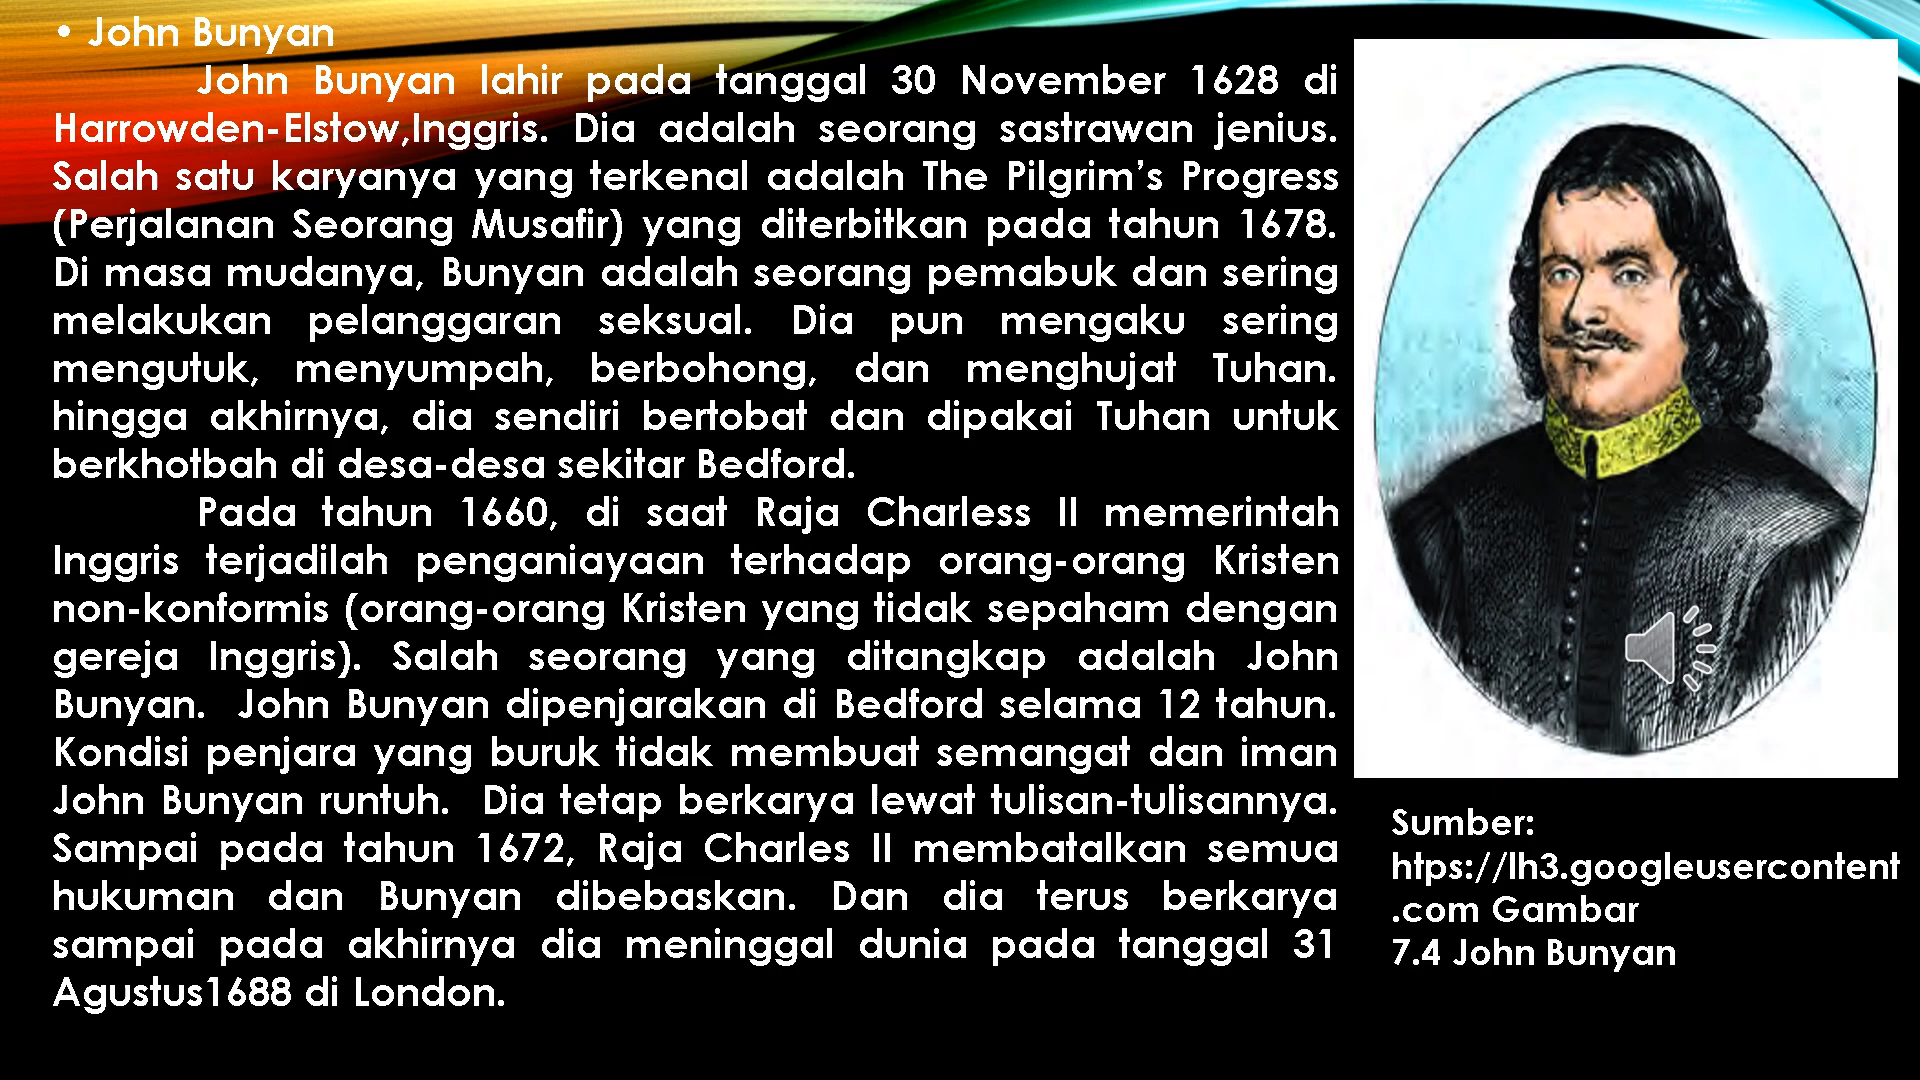 • John Bunyan
John Bunyan lahir pada tanggal 30 November 1628 di
Harrowden-Elstow,Inggris. Dia adalah seorang sastrawan jenius.
Salah satu karyanya yang terkenal adalah The Pilgrim’s Progress
(Perjalanan Seorang Musafir) yang diterbitkan pada tahun 1678.
Di masa mudanya, Bunyan adalah seorang pemabuk dan sering
melakukan pelanggaran seksual. Dia pun mengaku sering
mengutuk, menyumpah, berbohong, dan menghujat Tuhan.
hingga akhirnya, dia sendiri bertobat dan dipakai Tuhan untuk
berkhotbah di desa-desa sekitar Bedford.
Pada tahun 1660, di saat Raja Charless II memerintah
Inggris terjadilah penganiayaan terhadap orang-orang Kristen
non-konformis (orang-orang Kristen yang tidak sepaham dengan
gereja Inggris). Salah seorang yang ditangkap adalah John
Bunyan. John Bunyan dipenjarakan di Bedford selama 12 tahun.
Kondisi penjara yang buruk tidak membuat semangat dan iman
John Bunyan runtuh. Dia tetap berkarya lewat tulisan-tulisannya.
Sampai pada tahun 1672, Raja Charles II membatalkan semua
hukuman dan Bunyan dibebaskan. Dan dia terus berkarya
sampai pada akhirnya dia meninggal dunia pada tanggal 31
Agustus1688 di London.
Sumber:
htps://lh3.googleusercontent
.com Gambar
7.4 John Bunyan